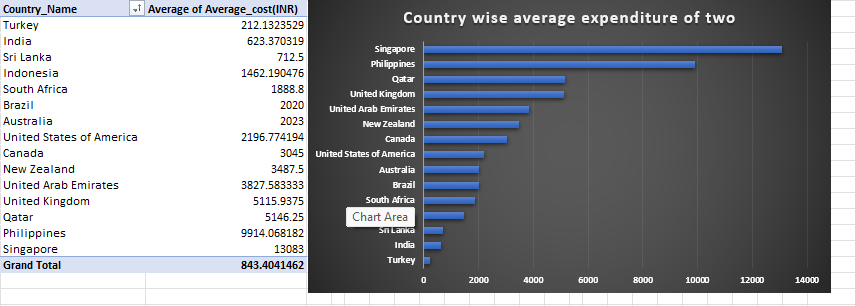 Country_Name Average of Average_cost(INR)
Turkey 212.1323529
India 623.370319
Sri Lanka 712.5
Indonesia 1462.190476
South Africa 1888.8
Brazil 2020
Australia 2023
United States of America 2196.774194
Canada 3045
New Zealand 3487.5
United Arab Emirates 3827.583333
United Kingdom 5115.9375
Qatar 5146.25
Philippines 9914.068182
Singapore 13083
Grand Total 843.4041462
Country wise average expenditure of two
Singapore
Philippines
Qatar
United Kingdom
United Arab Emirates
New Zealand
Canada
United States of America
Australia
Brazil
South Africa
Chart Area
Sri Lanka
India
Turkey
0 2000 4000 6000 8000 10000 12000 14000